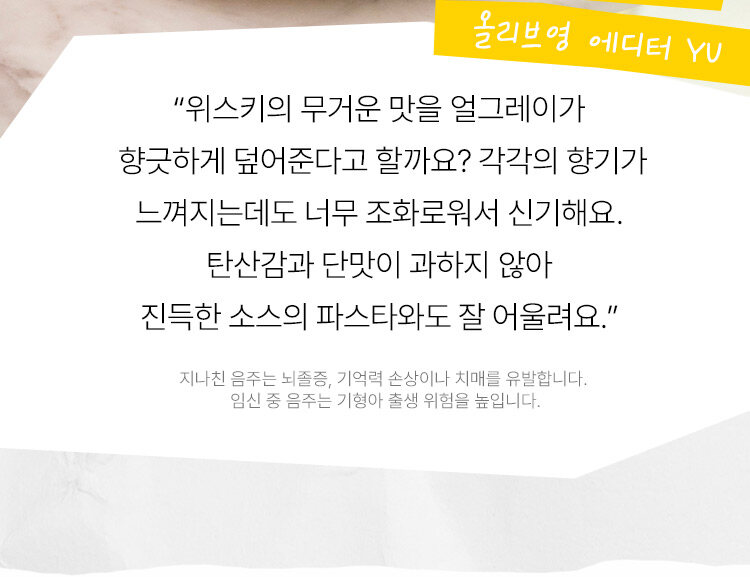 올리브영 에디터 YU
“위스키의 무거운 맛을 얼그레이가
향긋하게 덮어준다고 할까요? 각각의 향기가
느껴지는데도 너무 조화로워서 신기해요.
탄산감과 단맛이 과하지 않아
진득한 소스의 파스타와도 잘 어울려요.”
지나친 음주는 뇌졸증, 기억력 손상이나 치매를 유발합니다.
임신 중 음주는 기형아 출생 위험을 높입니다.